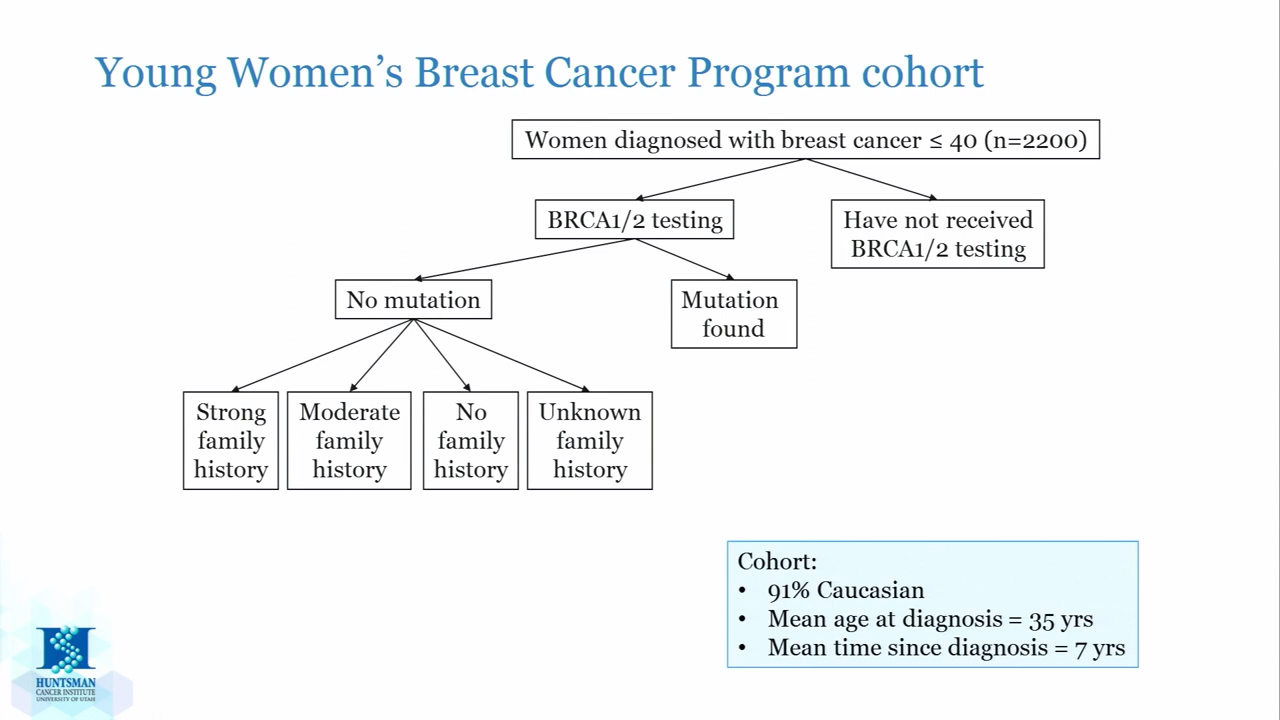 Young Women's Breast Cancer Program cohort
Women diagnosed with breast cancer ≤ 40 (n=2200)
BRCA1/2 testing
Have not received
BRCA1/2 testing
No mutation
Mutation
found
Strong
family
history
Moderate
family
history
No
family
history
Unknown
family
history
Cohort:
• 91% Caucasian
• Mean age at diagnosis = 35 yrs
• Mean time since diagnosis = 7 yrs
HUNTSMAN
CANCER INSTITUTE
UNIVERSITY OF UTAH